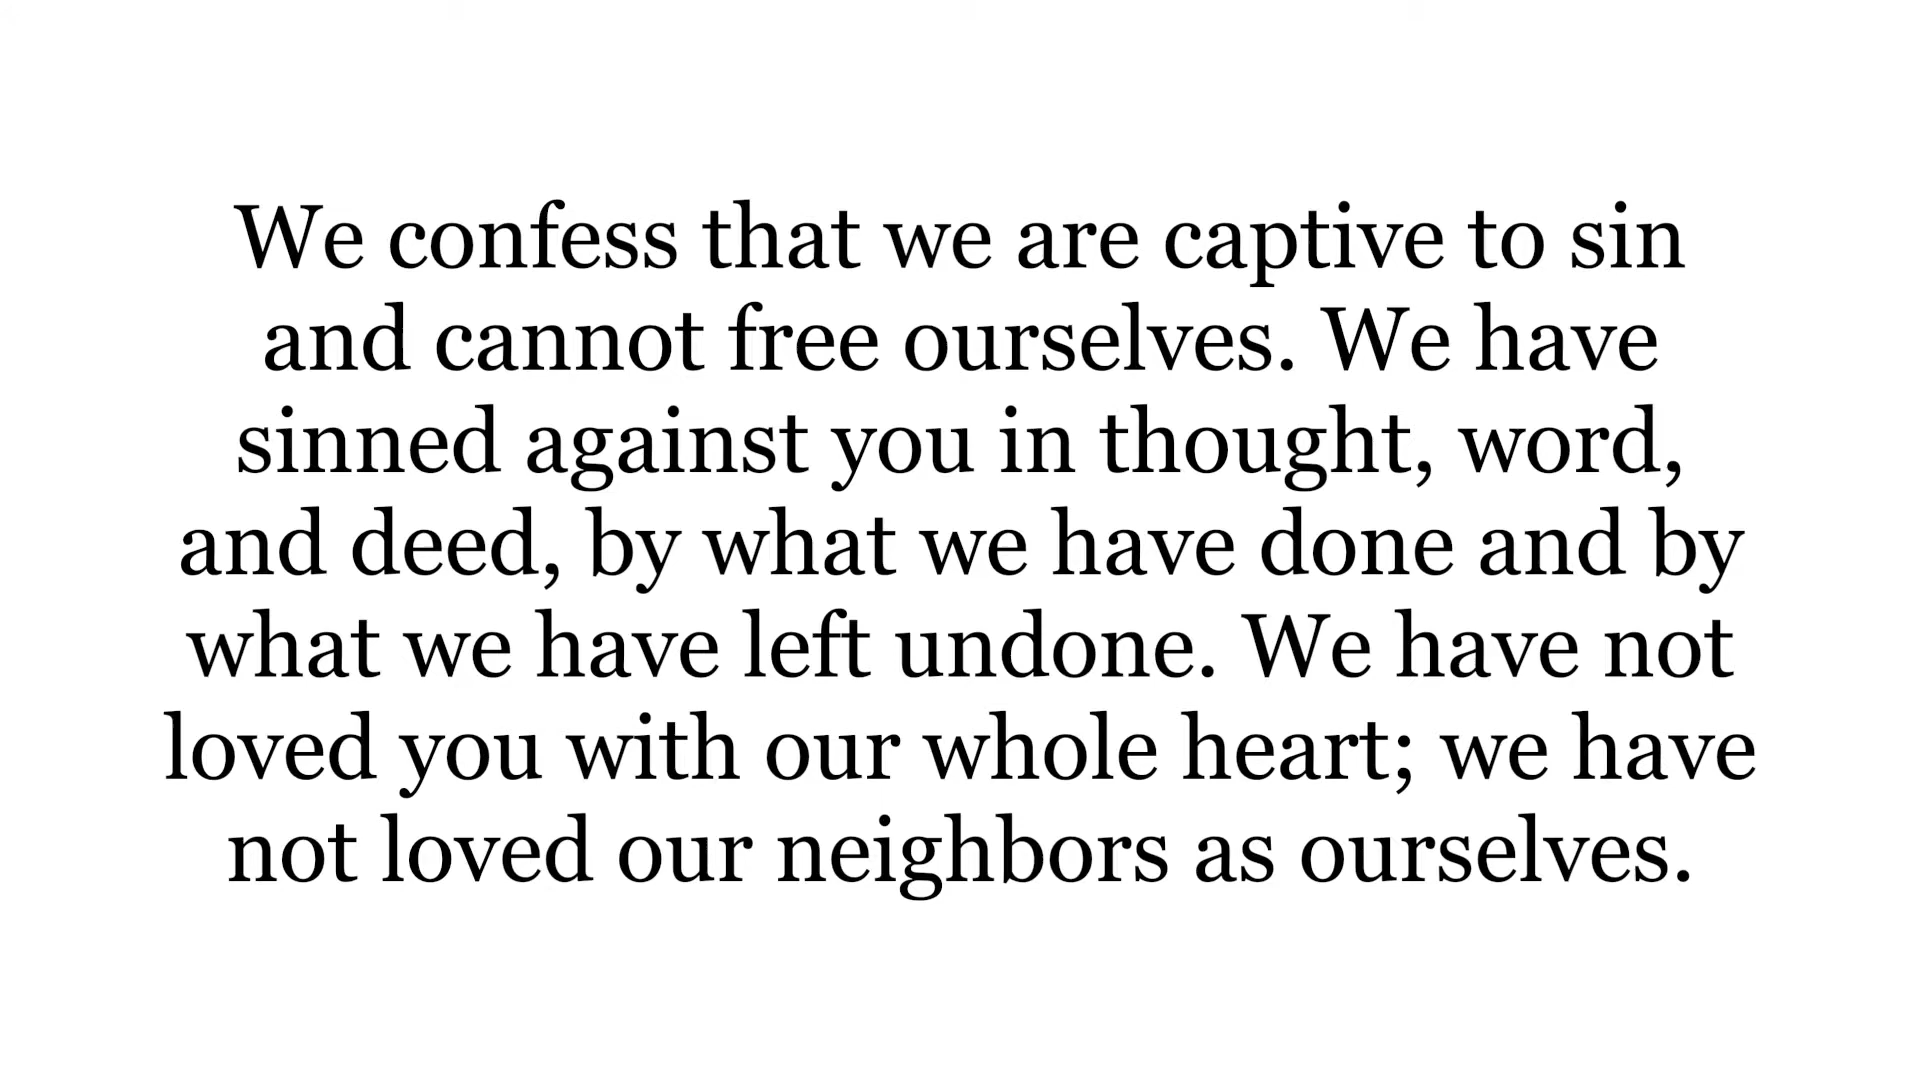 We confess that we are captive to sin
and cannot free ourselves. We have
sinned against you in thought, word,
and deed, by what we have done and by
what we have left undone. We have not
loved you with our whole heart; we have
not loved our neighbors as ourselves.